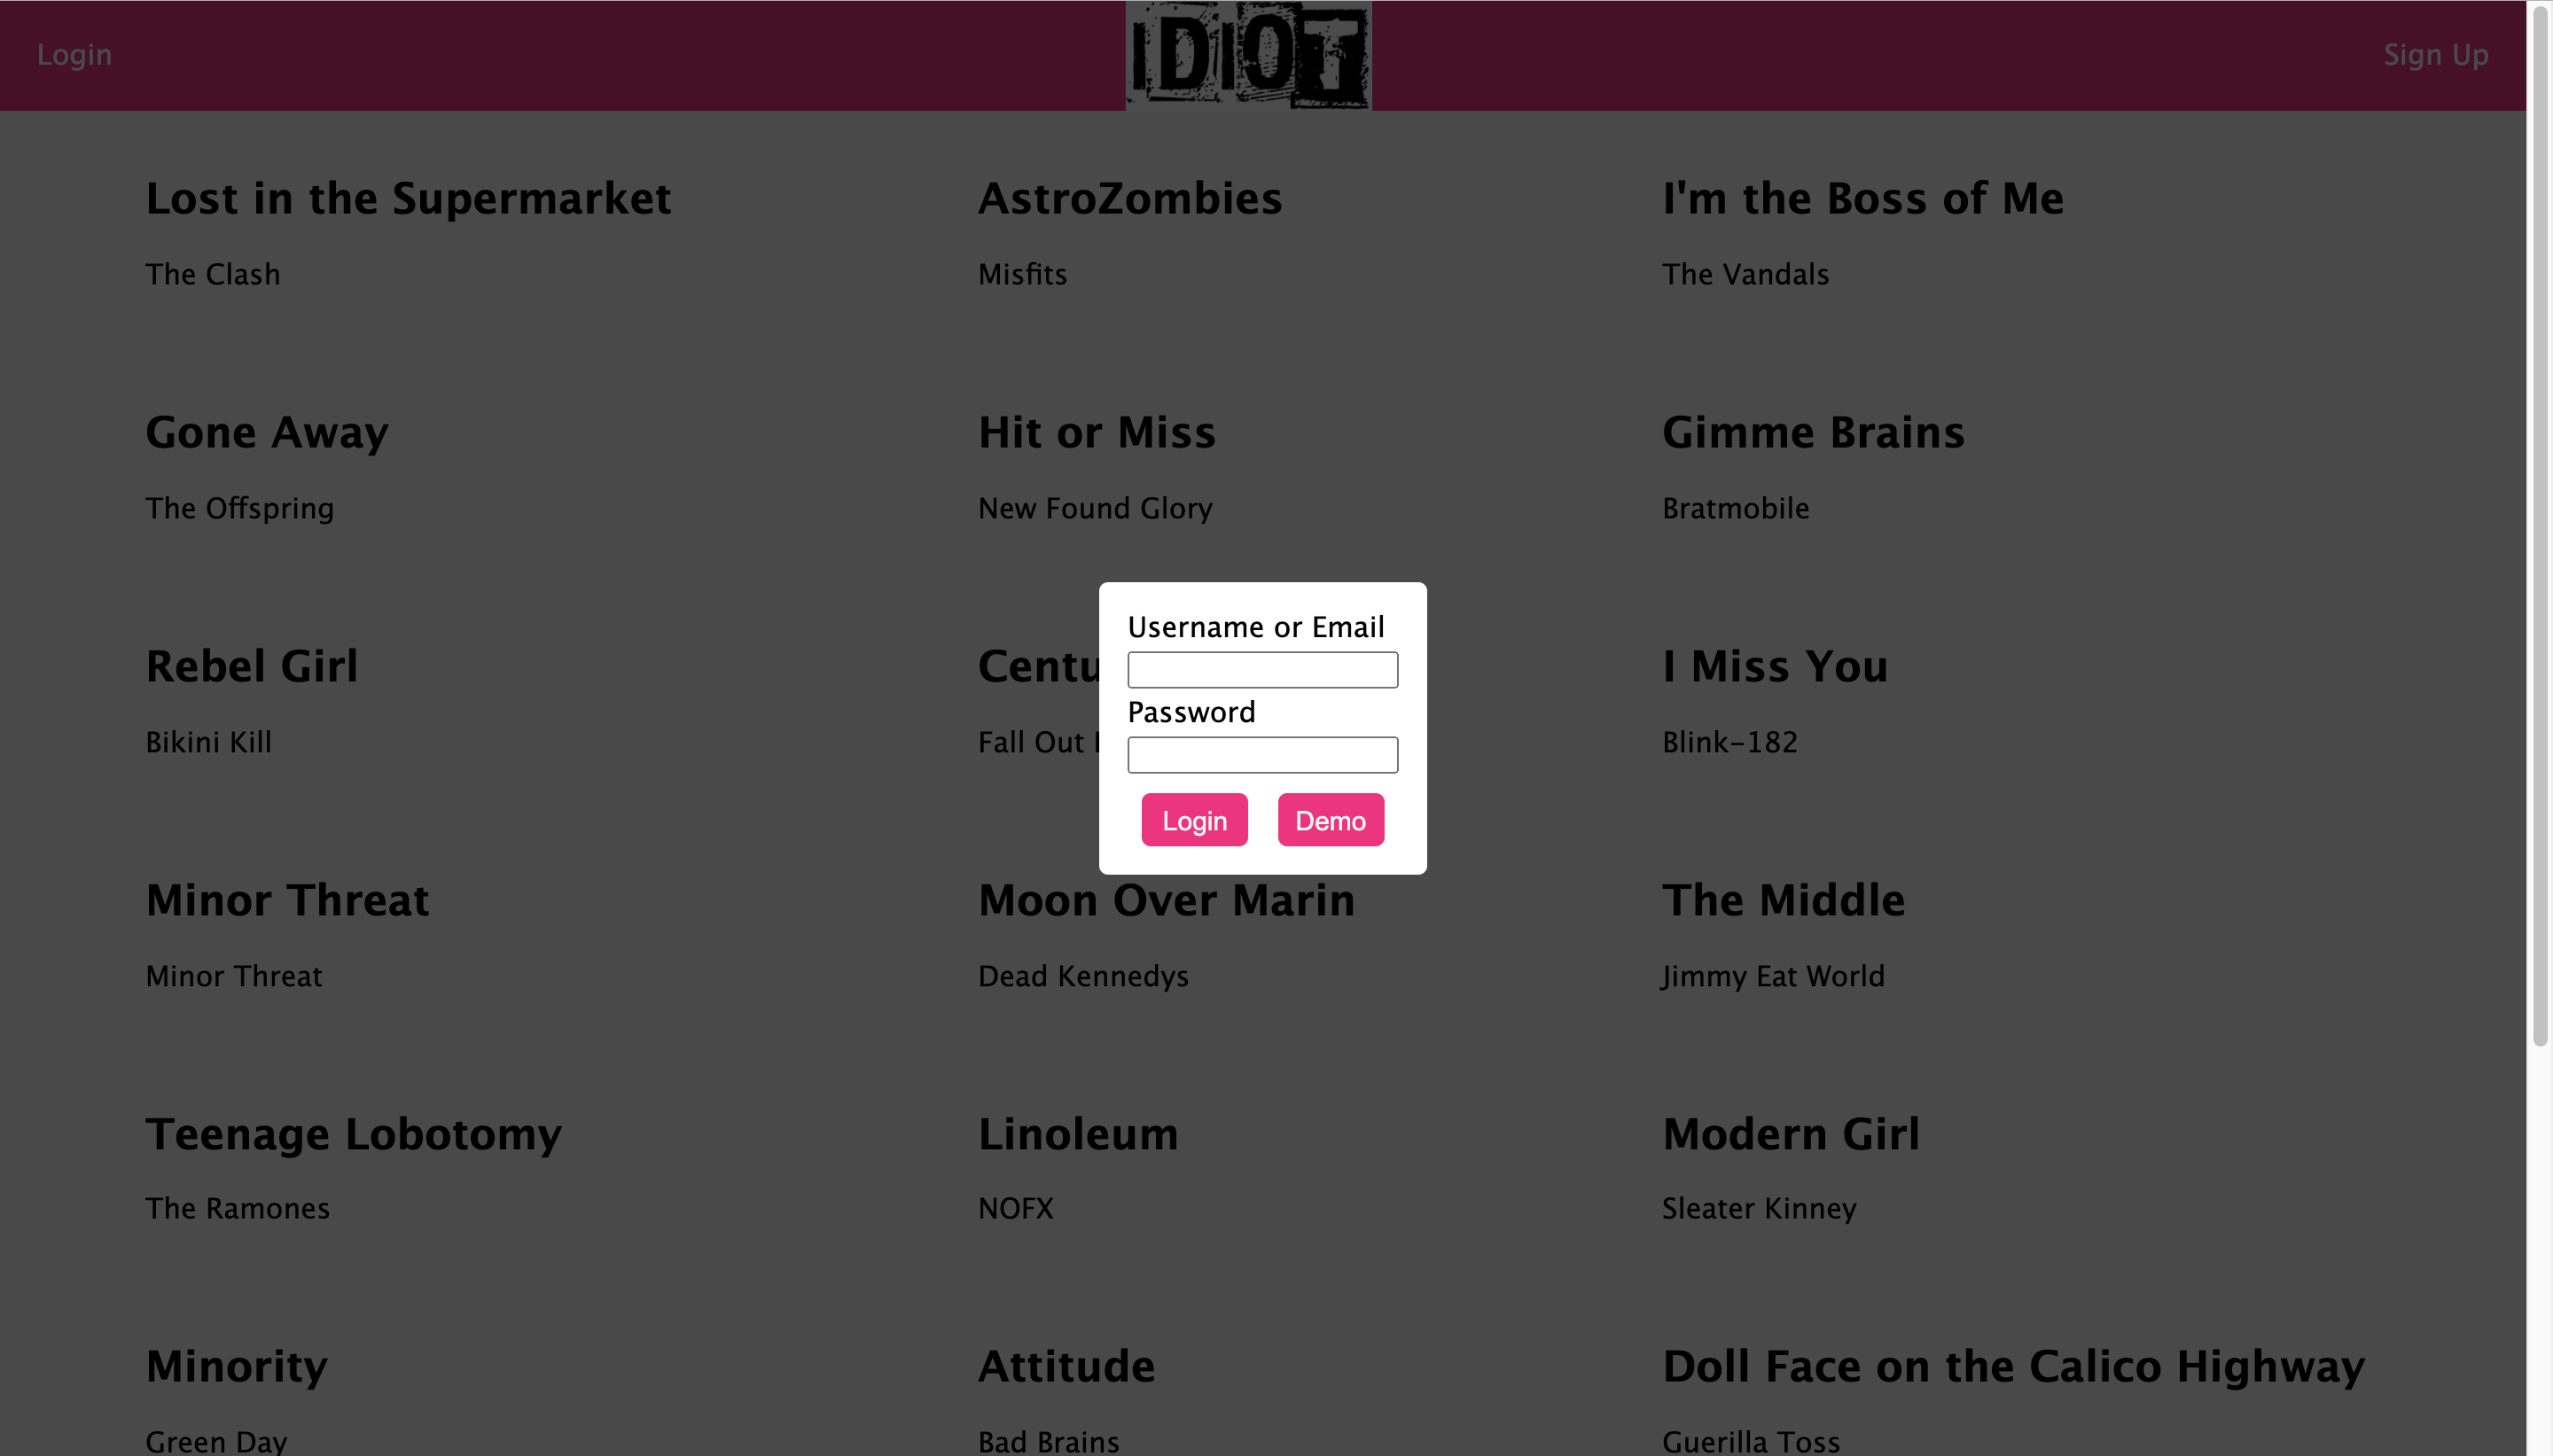 Login
IDIOT
Sign Up
Lost in the Supermarket
The Clash
AstroZombies
Misfits
I'm the Boss of Me
The Vandals
Gone Away
The Offspring
Hit or Miss
New Found Glory
Gimme Brains
Bratmobile
Rebel Girl
Bikini Kill
Centu
Fall Out
I Miss You
Blink-182
Username or Email
Password
Login
Demo
Minor Threat
Minor Threat
Moon Over Marin
Dead Kennedys
The Middle
Jimmy Eat World
Teenage Lobotomy
The Ramones
Linoleum
NOFX
Modern Girl
Sleater Kinney
Minority
Green Day
Attitude
Bad Brains
Doll Face on the Calico Highway
Guerilla Toss